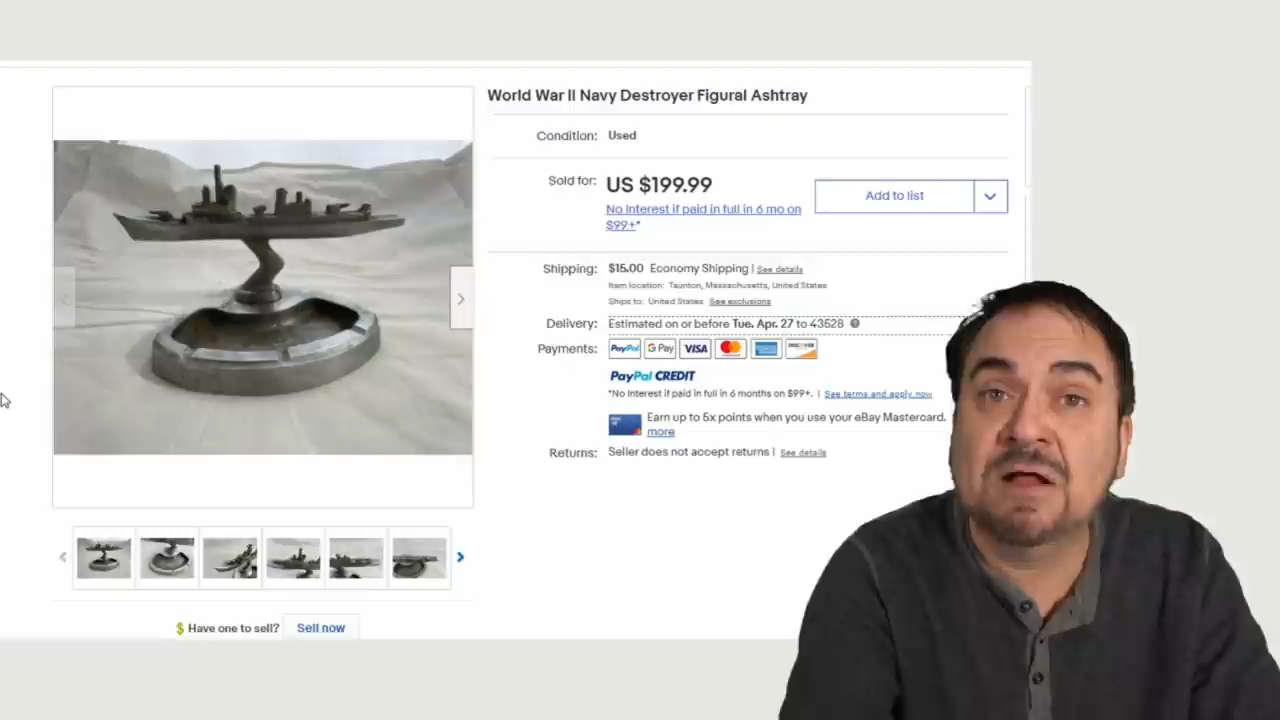 World War II Navy Destroyer Figural Ashtray
Condition: Used
Sold for: US $199.99
No Interest if paid in full in 6 mo on
$99+*
Add to list
Shipping: $15.00 Economy Shipping | See details
Item location: Taunton, Massachusetts, United States
Ships to: United States See exclusions
Delivery: Estimated on or before Tue. Apr. 27 to 43528
Payments: PayPal G Pay VISA DISCOVER
PayPal CREDIT
*No Interest if paid in full in 6 months on $99+. | See terms and apply now
Earn up to 5x points when you use your eBay Mastercard.
more
Returns: Seller does not accept returns | See details
$ Have one to sell? Sell now